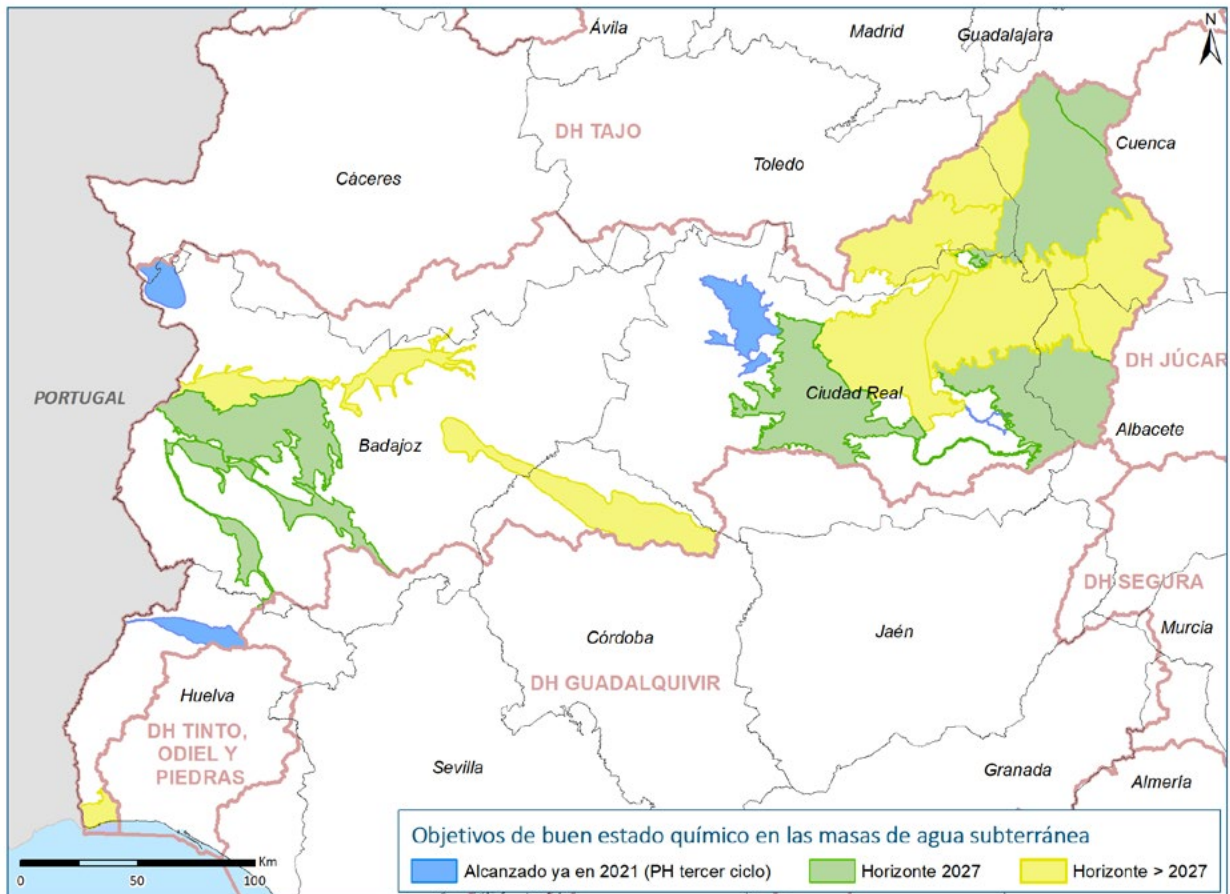 N
Ávila
Madrid
Guadalajara
DH TAJO
Cuenca
Cáceres
Toledo
PORTUGAL
DH JÚCAR
Ciudad Real
Badajoz
Albacete
DH SEGURA
Murcia
Córdoba
Jaén
Huelva
DH GUADALQUIVIR
DH TINTO,
ODIEL Y
PIEDRAS
Sevilla
Granada
Almería
Objetivos de buen estado químico en las masas de agua subterránea
Alcanzado ya en 2021 (PH tercer ciclo)
Horizonte 2027
Horizonte > 2027
Km
0
50
100